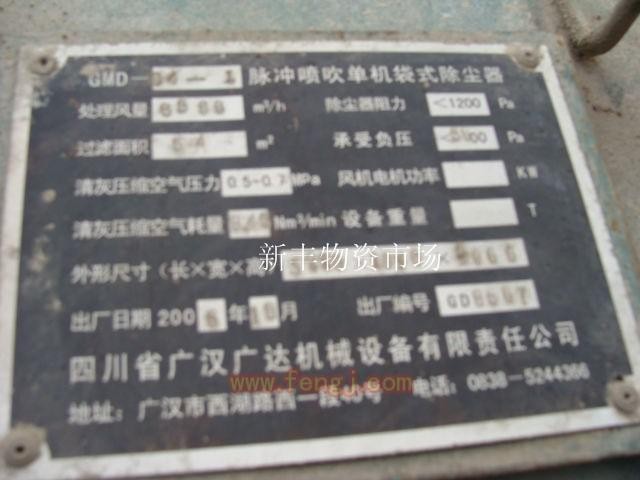 脉冲喷吹单机袋式除尘器
处理风量 m³/h 除尘器阻力 <1200 Pa
过滤面积 m² 承受负压 Pa
清灰压缩空气压力 0.5-0.7 MPa 风机电机功率 KW
清灰压缩空气耗量 Nm³/min 设备重量 T
外形尺寸(长×宽×高)
新丰物资市场
出厂日期 200 年 月 出厂编号
四川省广汉广达机械设备有限责任公司
www.fengj.com
地址:广汉市西湖路西一段 号 电话:0838-5244366